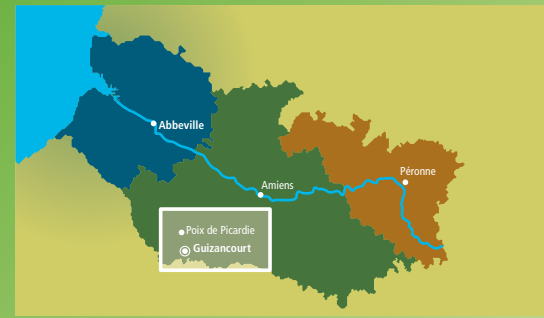 Abbeville
Péronne
Amiens
Poix de Picardie
Guizancourt